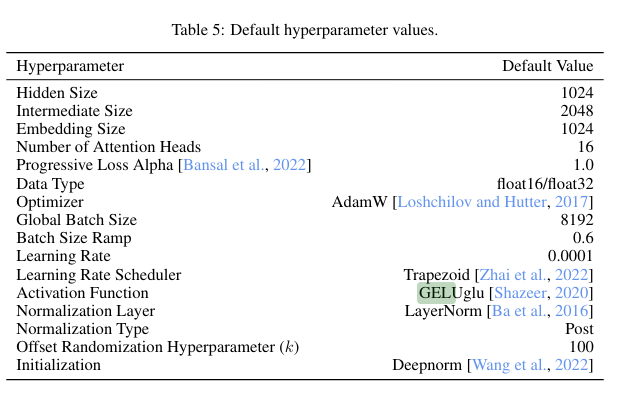 Table 5: Default hyperparameter values.
Hyperparameter Default Value
Hidden Size 1024
Intermediate Size 2048
Embedding Size 1024
Number of Attention Heads 16
Progressive Loss Alpha [Bansal et al., 2022] 1.0
Data Type float16/float32
Optimizer AdamW [Loshchilov and Hutter, 2017]
Global Batch Size 8192
Batch Size Ramp 0.6
Learning Rate 0.0001
Learning Rate Scheduler Trapezoid [Zhai et al., 2022]
Activation Function GELUglu [Shazeer, 2020]
Normalization Layer LayerNorm [Ba et al., 2016]
Normalization Type Post
Offset Randomization Hyperparameter (k) 100
Initialization Deepnorm [Wang et al., 2022]